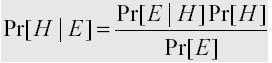 Pr[H | E] = Pr[E | H] Pr[H] / Pr[E]